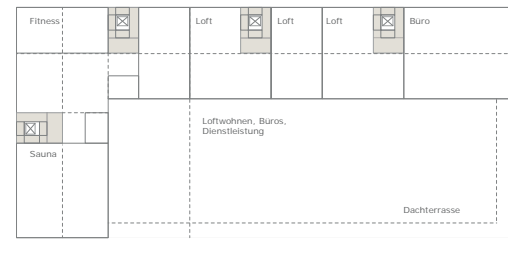 Fitness
Loft
Loft
Loft
Büro
Loftwohnen, Büros,
Dienstleistung
Sauna
Dachterrasse